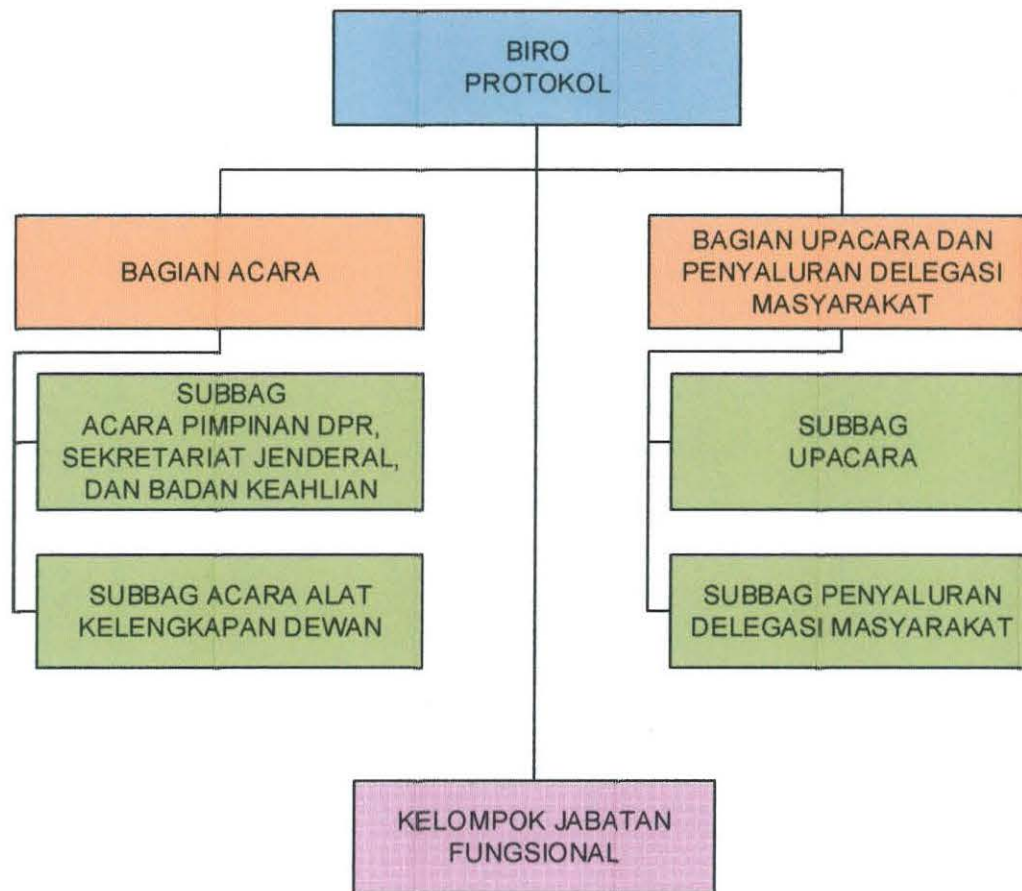 BIRO
PROTOKOL
BAGIAN ACARA
BAGIAN UPACARA DAN
PENYALURAN DELEGASI
MASYARAKAT
SUBBAG
ACARA PIMPINAN DPR,
SEKRETARIAT JENDERAL,
DAN BADAN KEAHLIAN
SUBBAG
UPACARA
SUBBAG ACARA ALAT
KELENGKAPAN DEWAN
SUBBAG PENYALURAN
DELEGASI MASYARAKAT
KELOMPOK JABATAN
FUNGSIONAL